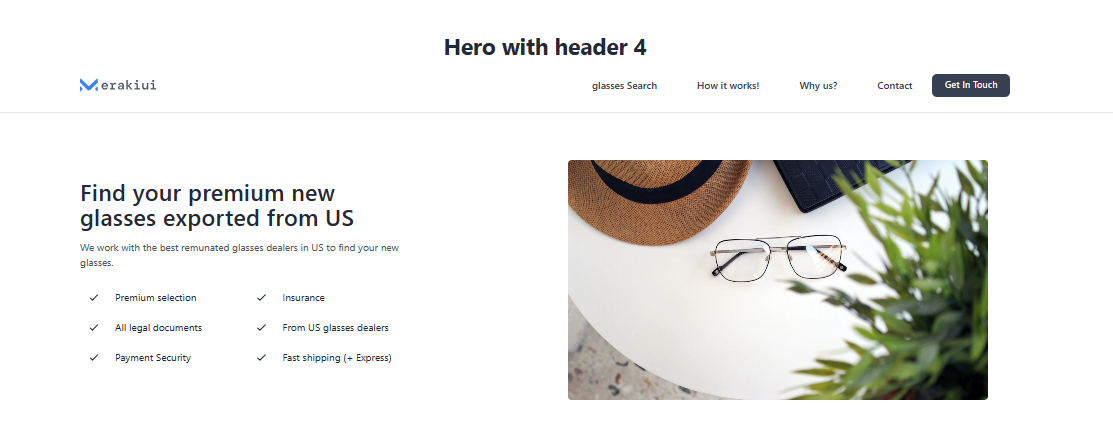 Hero with header 4
erakiui
glasses Search
How it works!
Why us?
Contact
Get In Touch
Find your premium new
glasses exported from US
We work with the best remunated glasses dealers in US to find your new
glasses.
Premium selection
Insurance
All legal documents
From US glasses dealers
Payment Security
Fast shipping (+ Express)